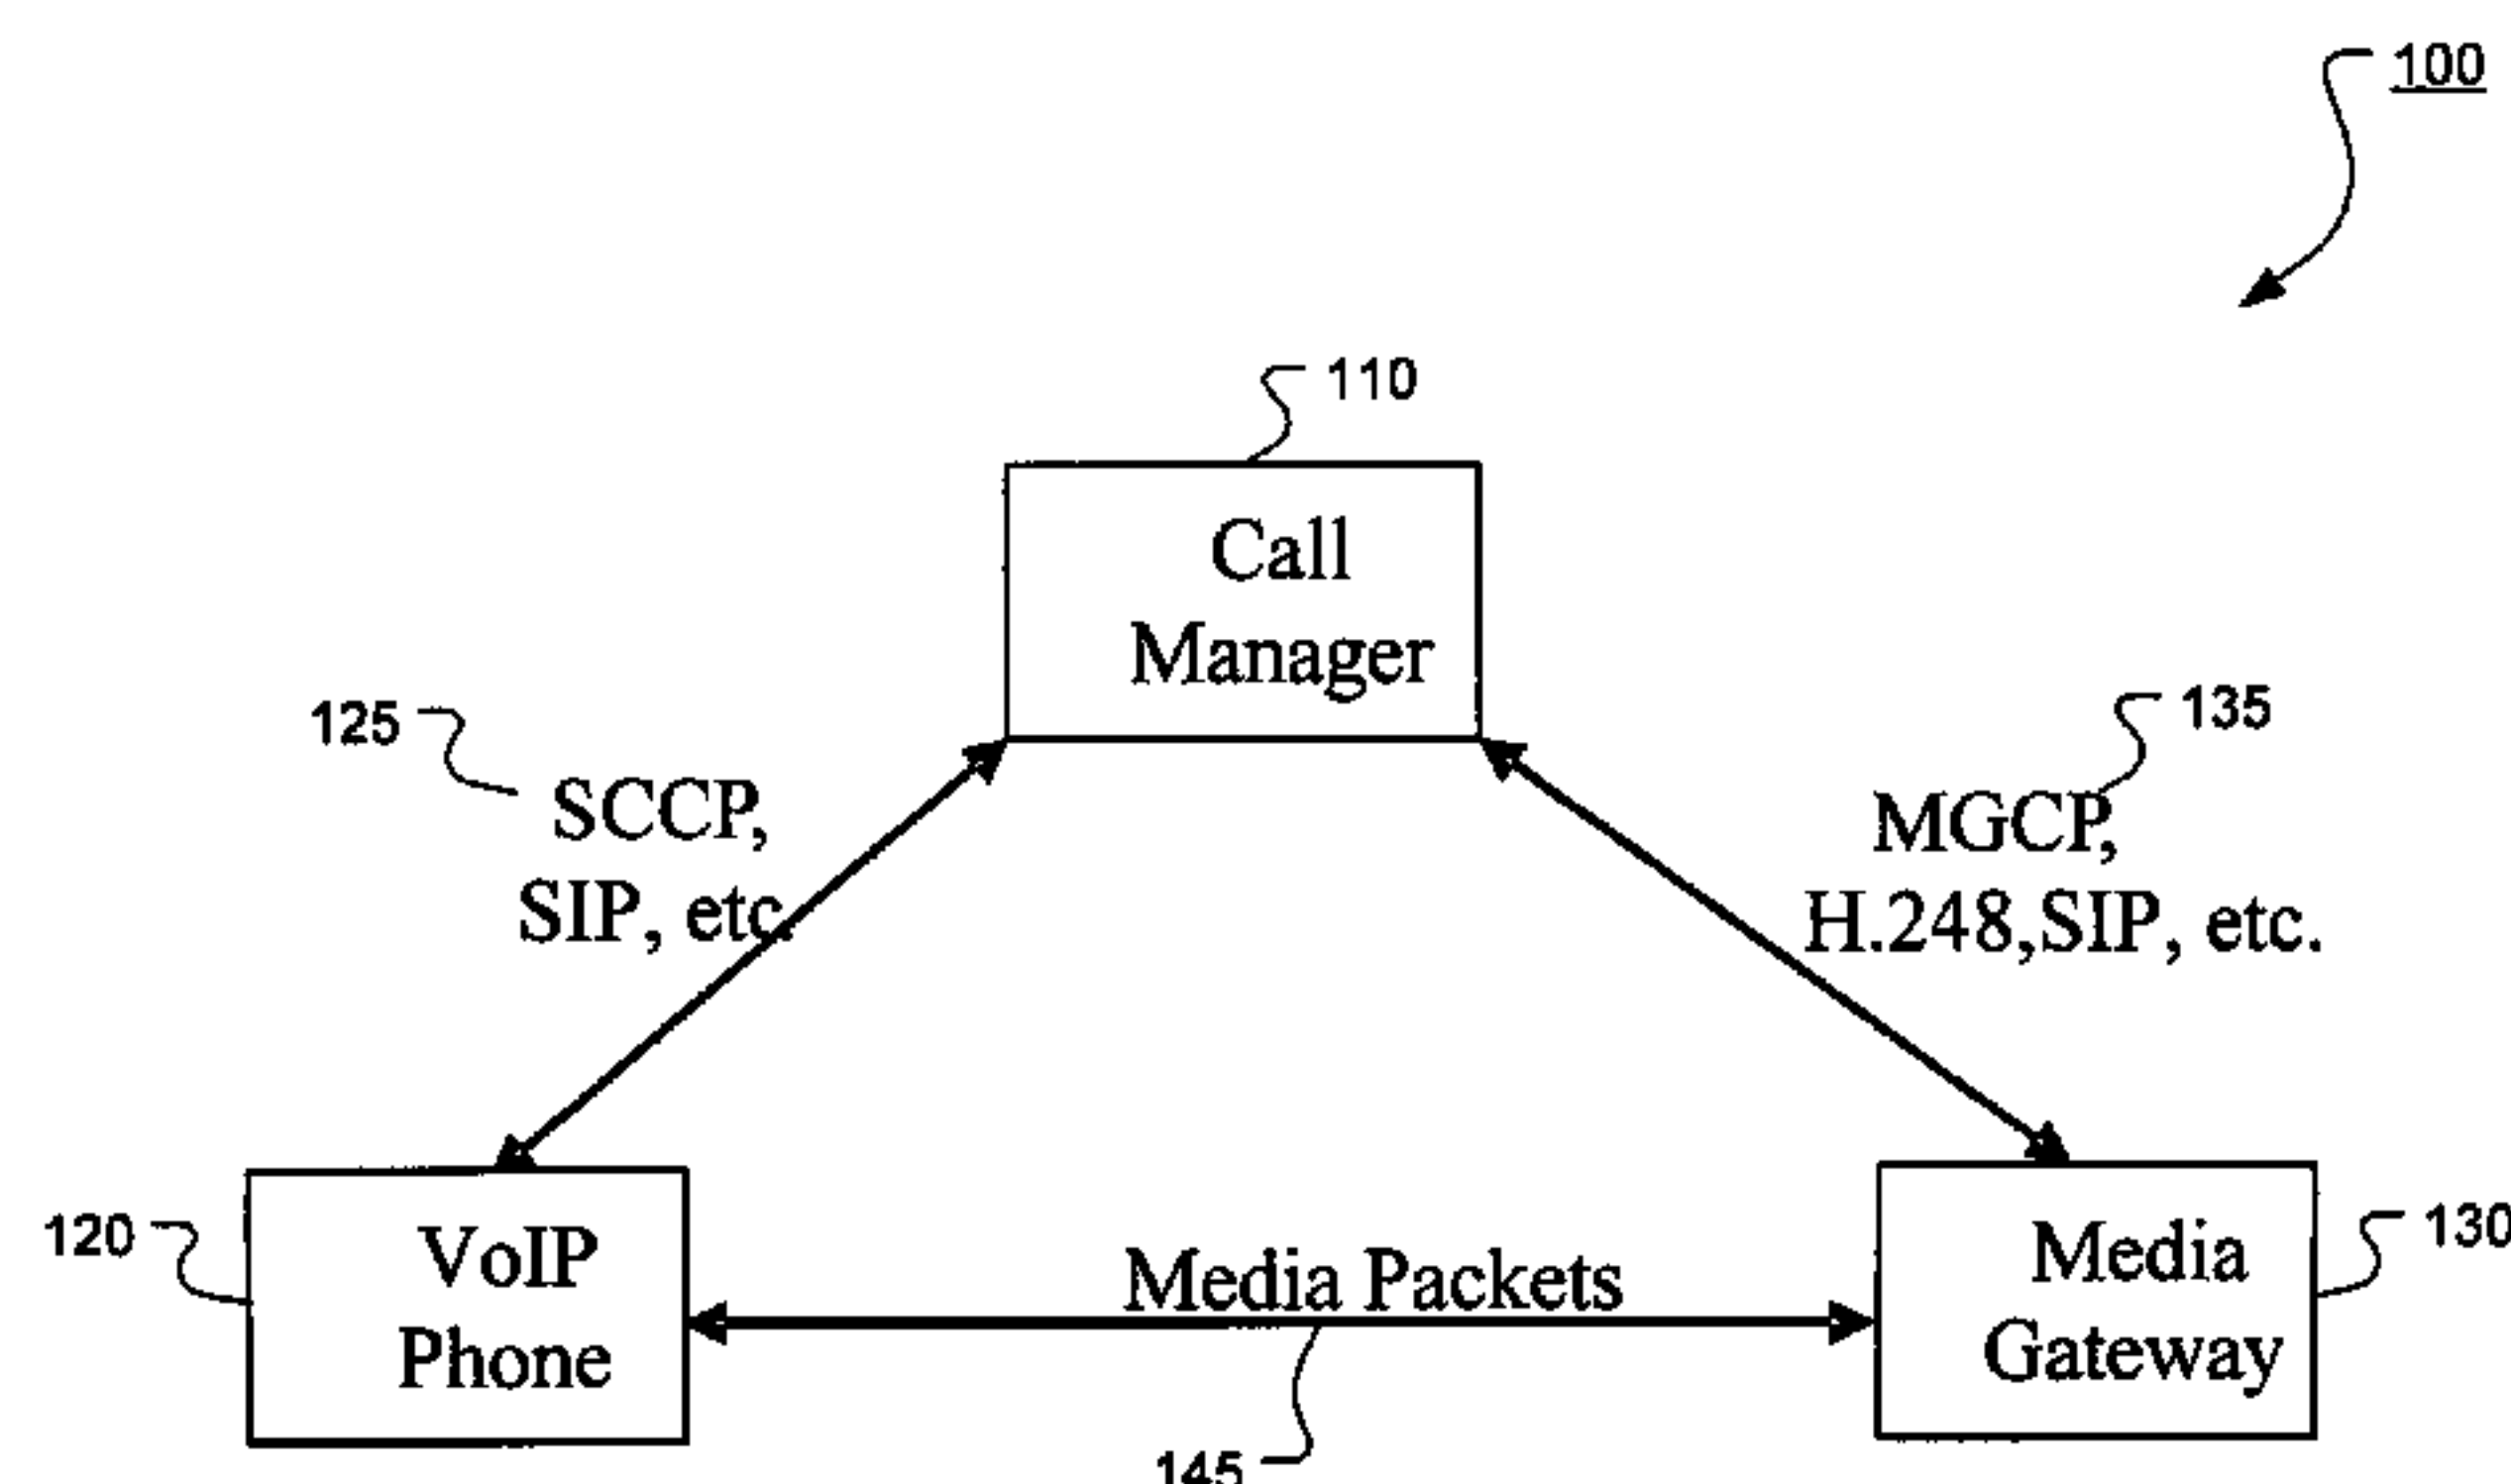 100
110
Call
Manager
125
135
SCCP,
SIP, etc.
MGCP,
H.248,SIP, etc.
120
VoIP
Phone
Media Packets
Media
Gateway
130
145